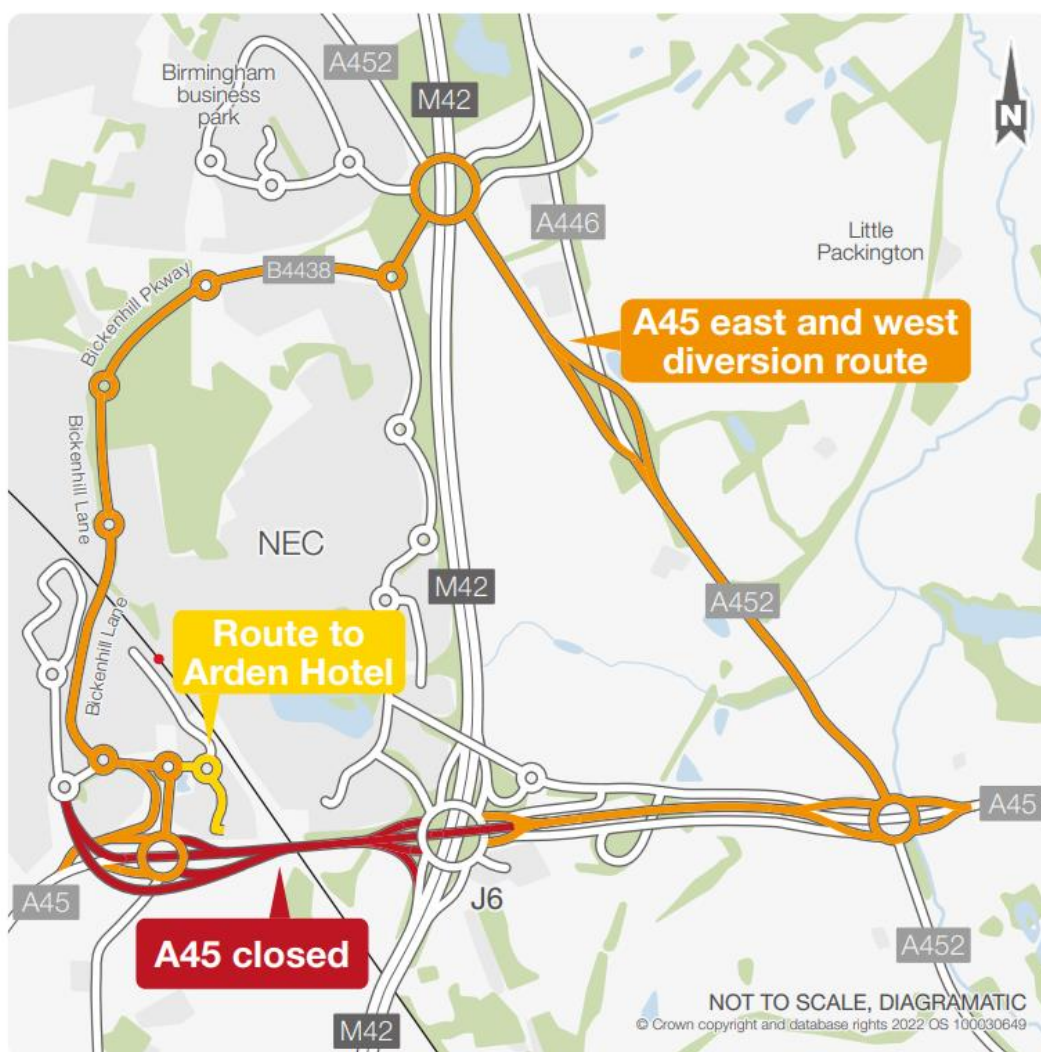 A452
Birmingham
business
park
M42
N
A446
Little
Packington
B4438
Bickenhill Pkway
A45 east and west
diversion route
Bickenhill Lane
NEC
M42
A452
Bickenhill Lane
Route to
Arden Hotel
A45
A45
J6
A45 closed
A452
M42
NOT TO SCALE, DIAGRAMATIC
© Crown copyright and database rights 2022 OS 100030649